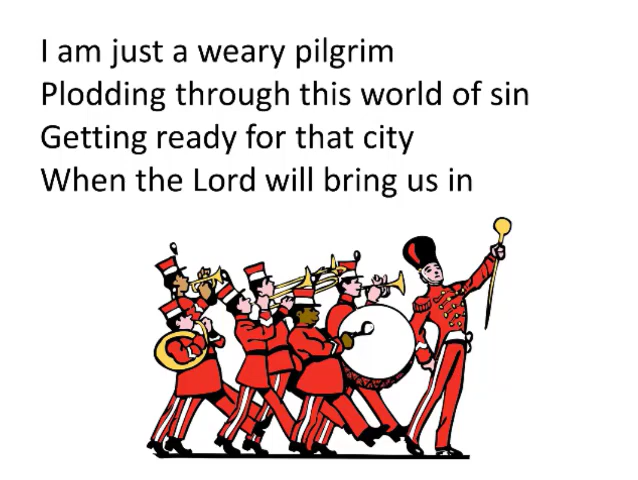 I am just a weary pilgrim
Plodding through this world of sin
Getting ready for that city
When the Lord will bring us in